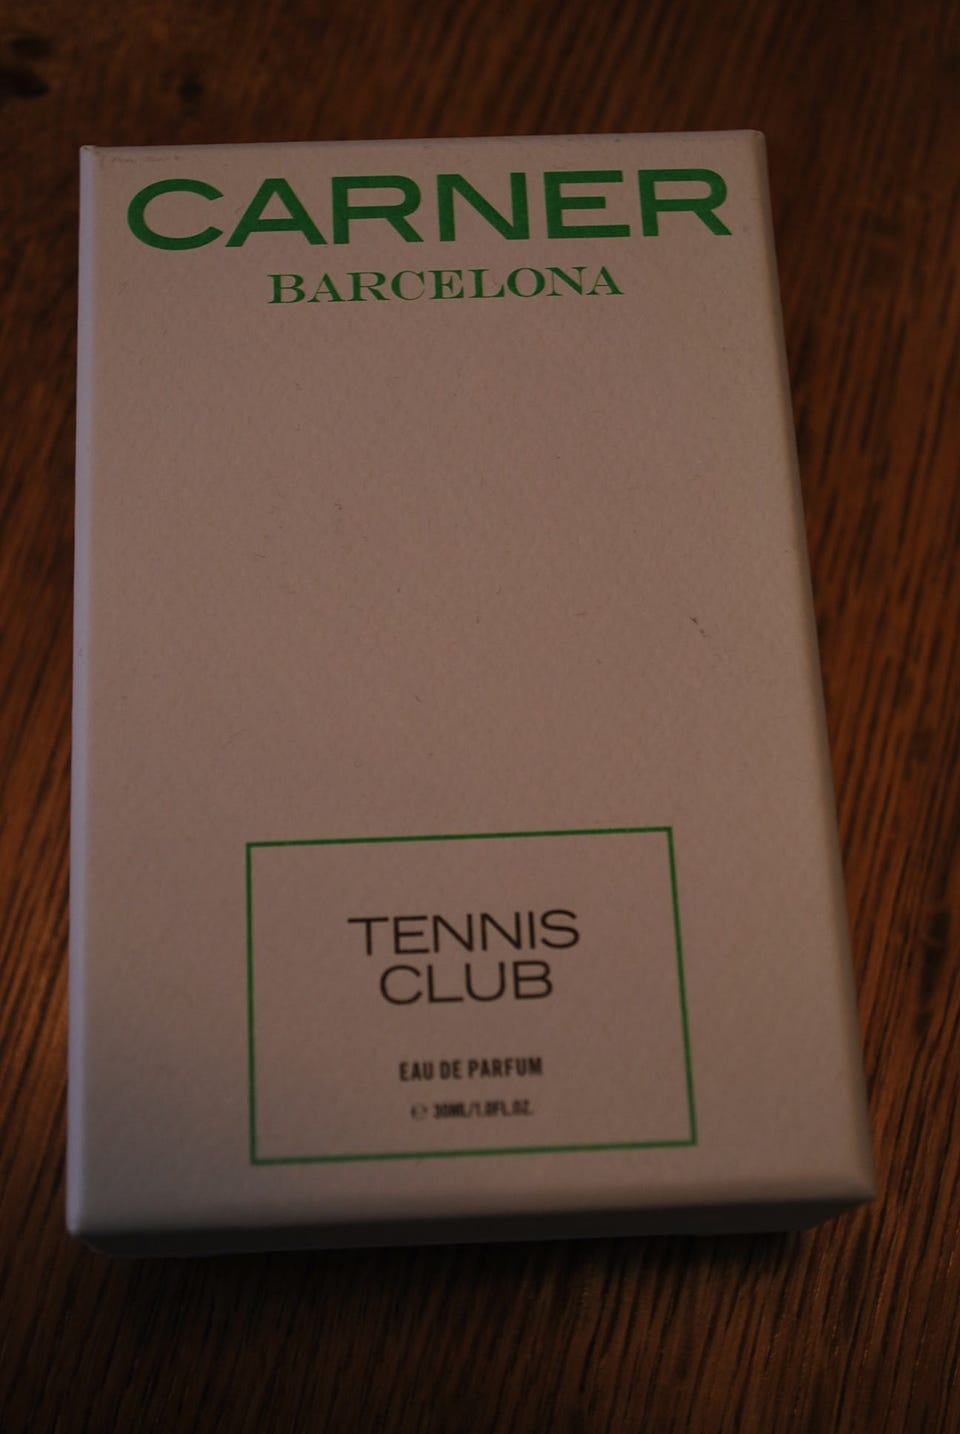 CARNER
BARCELONA
TENNIS
CLUB
EAU DE PARFUM
℮ 30ML/1.0FL.OZ.